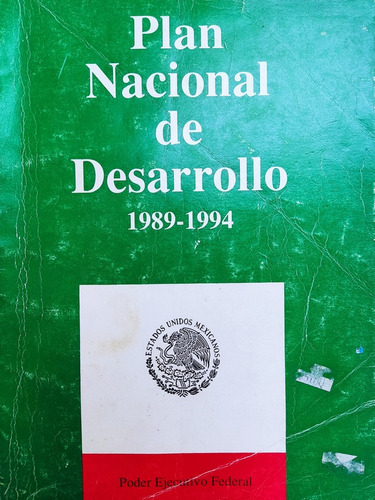 Plan
Nacional
de
Desarrollo
1989-1994
ESTADOS UNIDOS MEXICANOS
Poder Ejecutivo Federal